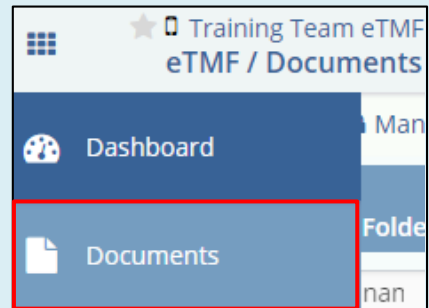 Training Team eTMF
eTMF / Documents
Dashboard
Man
Folde
Documents
nan